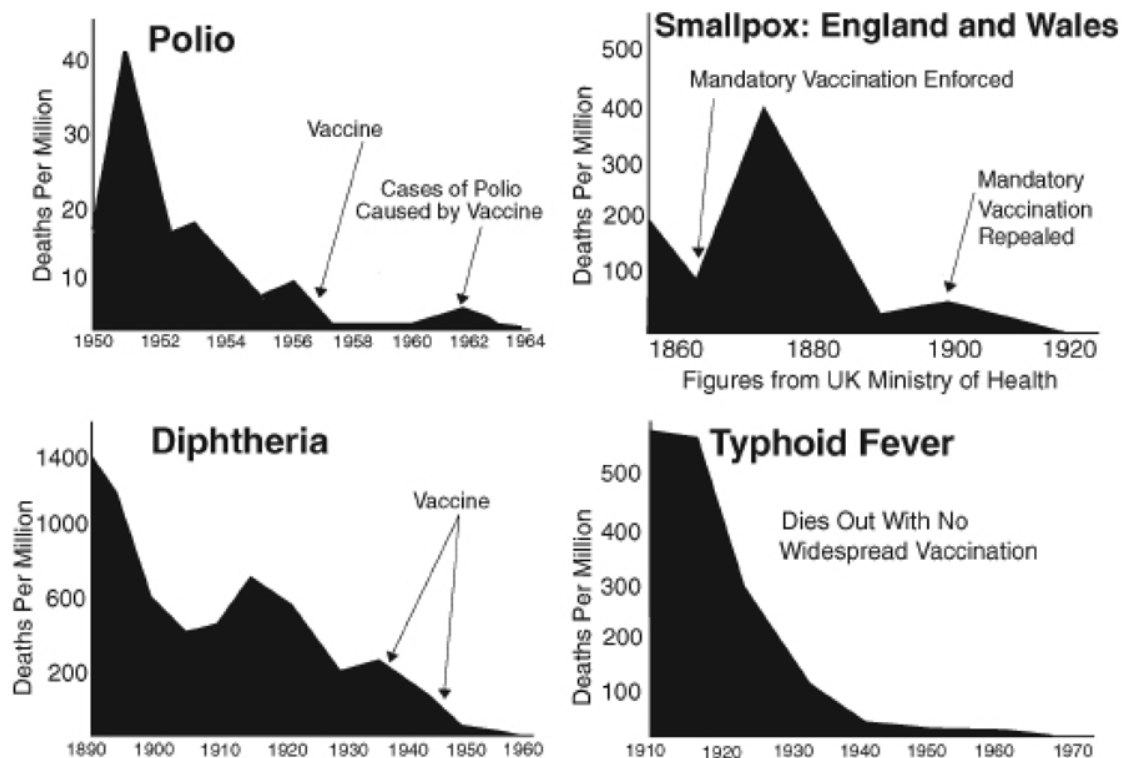 Polio
Deaths Per Million
40
30
20
10
Vaccine
Cases of Polio
Caused by Vaccine
1950 1952 1954 1956 1958 1960 1962 1964
Smallpox: England and Wales
Deaths Per Million
500
400
300
200
100
Mandatory Vaccination Enforced
Mandatory
Vaccination
Repealed
1860 1880 1900 1920
Figures from UK Ministry of Health
Diphtheria
Deaths Per Million
1400
1000
600
200
Vaccine
1890 1900 1910 1920 1930 1940 1950 1960
Typhoid Fever
Deaths Per Million
500
400
300
200
100
Dies Out With No
Widespread Vaccination
1910 1920 1930 1940 1950 1960 1970